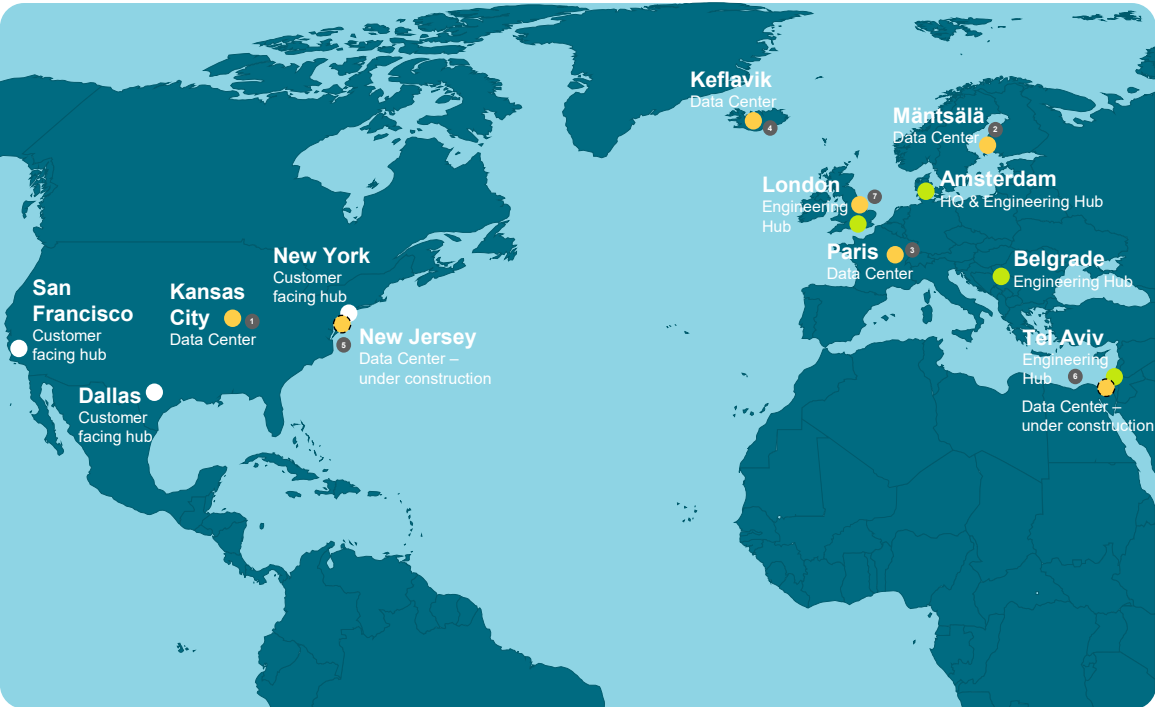 Keflavik
Data Center
4
Mäntsälä
Data Center
2
London
Engineering
Hub
7
Amsterdam
HQ & Engineering Hub
Paris
Data Center
3
Belgrade
Engineering Hub
New York
Customer
facing hub
San
Francisco
Customer
facing hub
Kansas
City
Data Center
1
New Jersey
Data Center –
under construction
5
Dallas
Customer
facing hub
Tel Aviv
Engineering
Hub
6
Data Center –
under construction